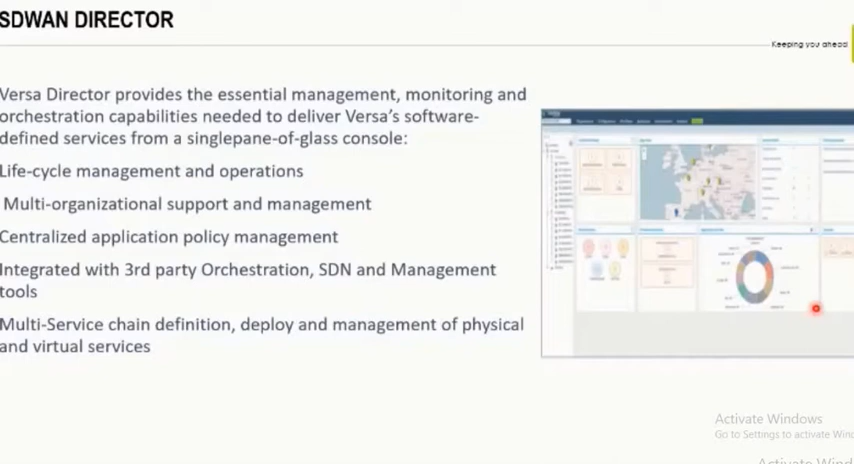 SDWAN DIRECTOR
Keeping you ahead
Versa Director provides the essential management, monitoring and
orchestration capabilities needed to deliver Versa's software-
defined services from a singlepane-of-glass console:
Life-cycle management and operations
Multi-organizational support and management
Centralized application policy management
Integrated with 3rd party Orchestration, SDN and Management
tools
Multi-Service chain definition, deploy and management of physical
and virtual services
Activate Windows
Go to Settings to activate Wind
Activate Wind